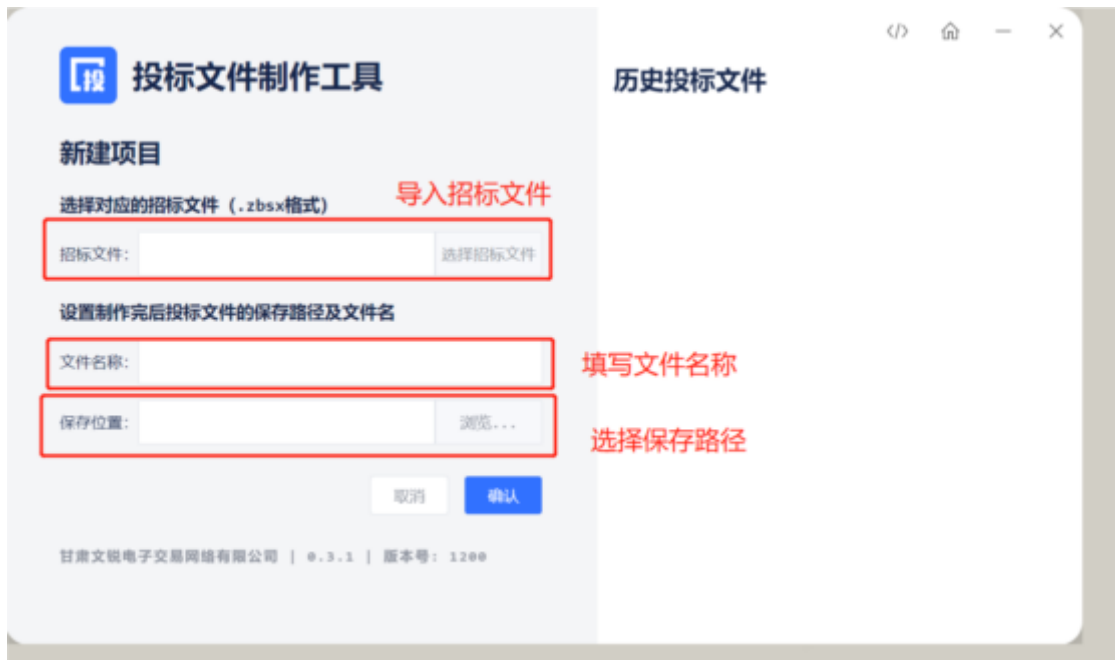 投
投标文件制作工具
新建项目
选择对应的招标文件（.zbsx格式）
导入招标文件
招标文件：
选择招标文件
设置制作完后投标文件的保存路径及文件名
文件名称：
填写文件名称
保存位置：
浏览...
选择保存路径
取消
确认
甘肃文锐电子交易网络有限公司 | 0.3.1 | 版本号: 1200
</>
历史投标文件